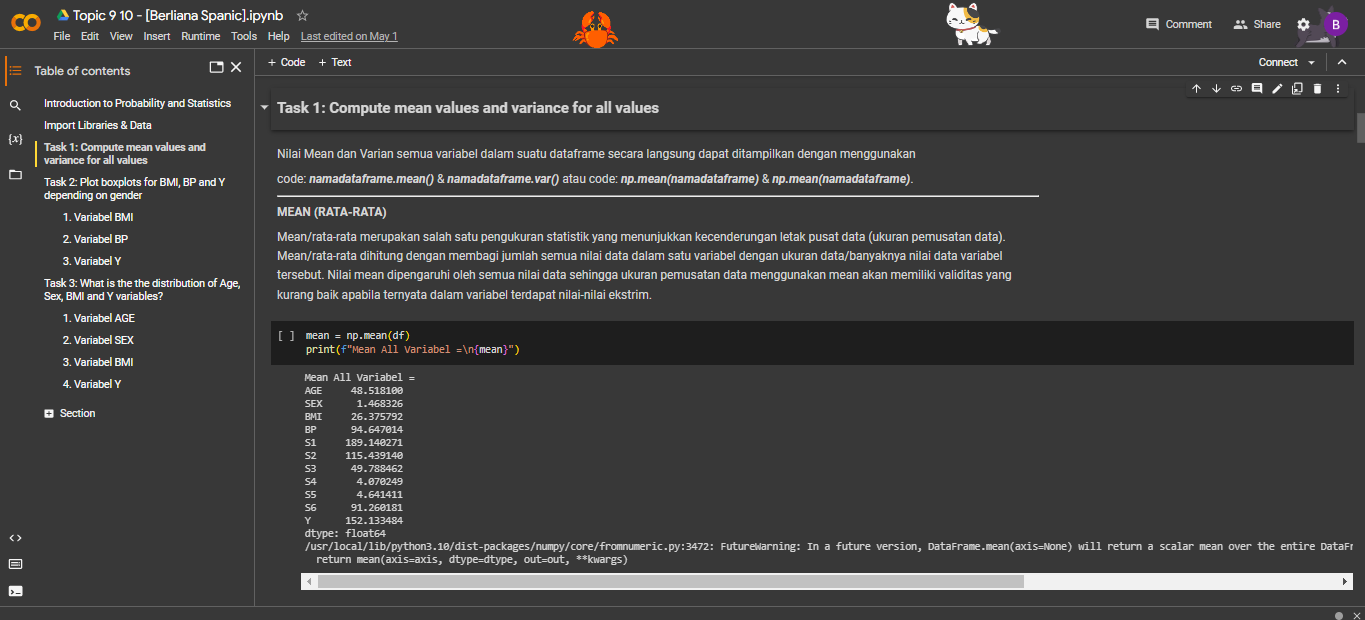 Topic 9 10 - [Berliana Spanic].ipynb
File Edit View Insert Runtime Tools Help Last edited on May 1
Comment Share B
Table of contents
+ Code + Text
Connect
Introduction to Probability and Statistics
Import Libraries & Data
Task 1: Compute mean values and
variance for all values
Task 2: Plot boxplots for BMI, BP and Y
depending on gender
1. Variabel BMI
2. Variabel BP
3. Variabel Y
Task 3: What is the the distribution of Age,
Sex, BMI and Y variables?
1. Variabel AGE
2. Variabel SEX
3. Variabel BMI
4. Variabel Y
Section
{x}
Task 1: Compute mean values and variance for all values
Nilai Mean dan Varian semua variabel dalam suatu dataframe secara langsung dapat ditampilkan dengan menggunakan
code: namadataframe.mean() & namadataframe.var() atau code: np.mean(namadataframe) & np.mean(namadataframe).
MEAN (RATA-RATA)
Mean/rata-rata merupakan salah satu pengukuran statistik yang menunjukkan kecenderungan letak pusat data (ukuran pemusatan data).
Mean/rata-rata dihitung dengan membagi jumlah semua nilai data dalam satu variabel dengan ukuran data/banyaknya nilai data variabel
tersebut. Nilai mean dipengaruhi oleh semua nilai data sehingga ukuran pemusatan data menggunakan mean akan memiliki validitas yang
kurang baik apabila ternyata dalam variabel terdapat nilai-nilai ekstrim.
[ ] mean = np.mean(df)
print(f"Mean All Variabel =\n{mean}")
Mean All Variabel =
AGE 48.518100
SEX 1.468326
BMI 26.375792
BP 94.647014
S1 189.140271
S2 115.439140
S3 49.788462
S4 4.070249
S5 4.641411
S6 91.260181
Y 152.133484
dtype: float64
/usr/local/lib/python3.10/dist-packages/numpy/core/fromnumeric.py:3472: FutureWarning: In a future version, DataFrame.mean(axis=None) will return a scalar mean over the entire DataFr
return mean(axis=axis, dtype=dtype, out=out, **kwargs)